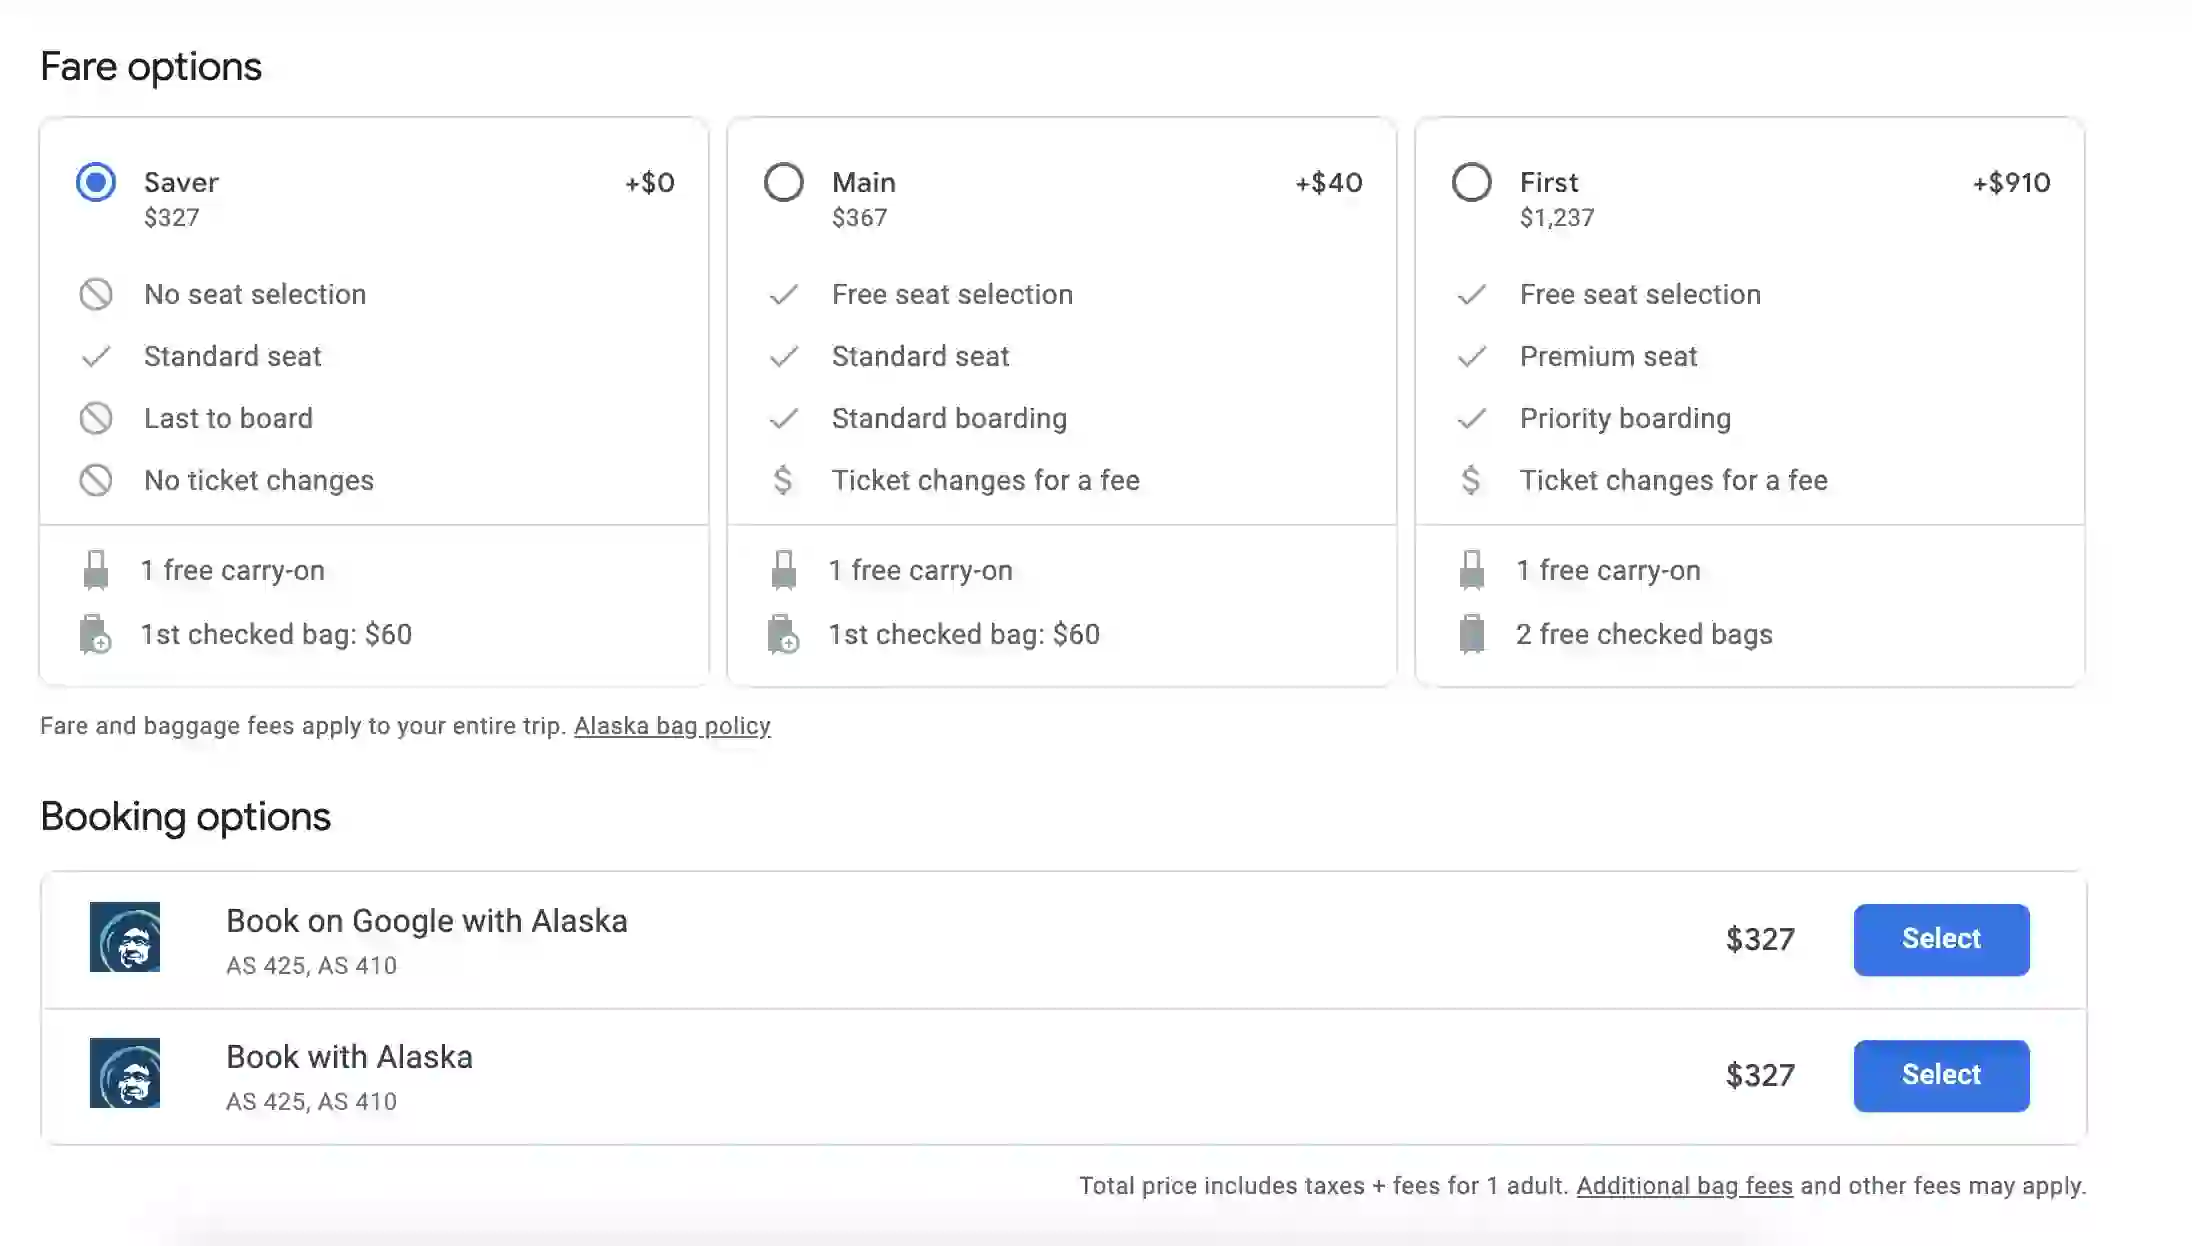 Fare options
Saver
+$0
$327
No seat selection
Standard seat
Last to board
No ticket changes
1 free carry-on
1st checked bag: $60
Main
+$40
$367
Free seat selection
Standard seat
Standard boarding
$ Ticket changes for a fee
1 free carry-on
1st checked bag: $60
First
+$910
$1,237
Free seat selection
Premium seat
Priority boarding
$ Ticket changes for a fee
1 free carry-on
2 free checked bags
Fare and baggage fees apply to your entire trip. Alaska bag policy
Booking options
Book on Google with Alaska
AS 425, AS 410
$327
Select
Book with Alaska
AS 425, AS 410
$327
Select
Total price includes taxes + fees for 1 adult. Additional bag fees and other fees may apply.